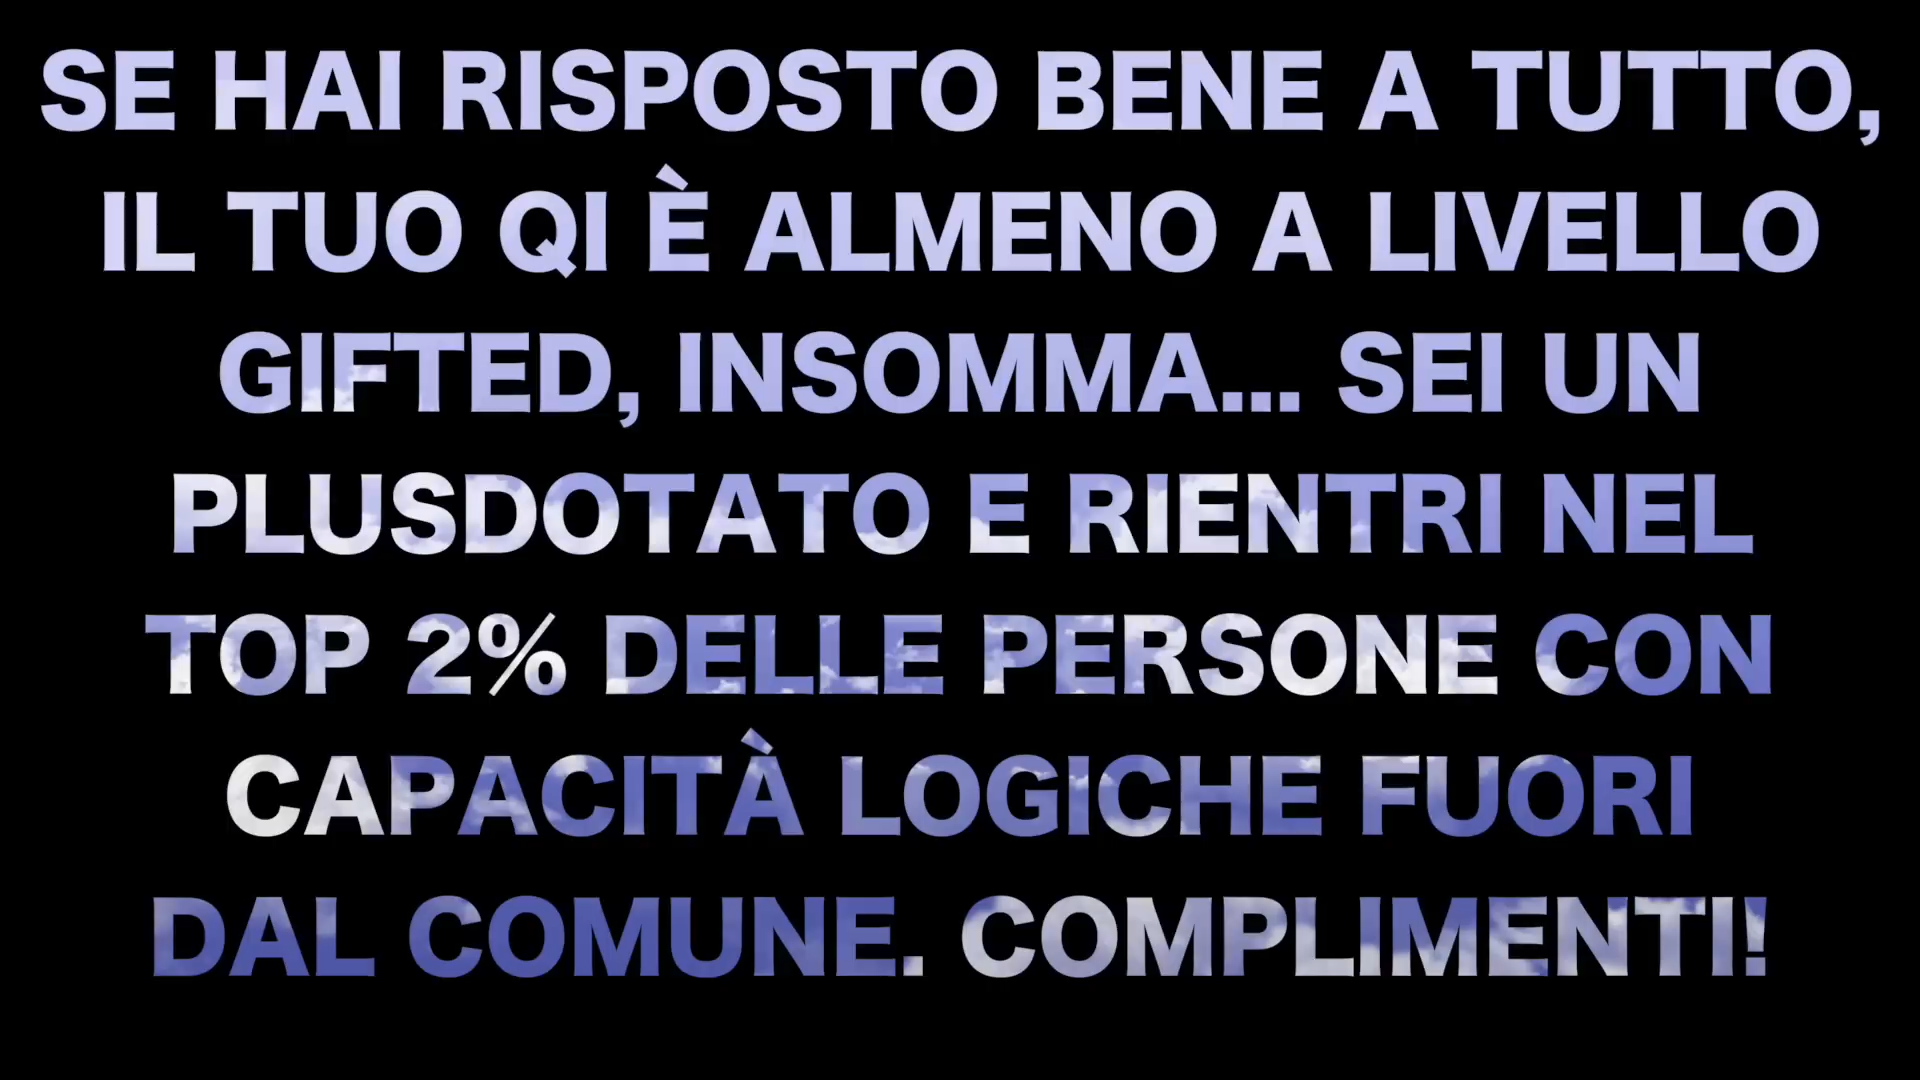 SE HAI RISPOSTO BENE A TUTTO,
IL TUO QI È ALMENO A LIVELLO
GIFTED, INSOMMA... SEI UN
PLUSDOTATO E RIENTRI NEL
TOP 2% DELLE PERSONE CON
CAPACITÀ LOGICHE FUORI
DAL COMUNE. COMPLIMENTI!